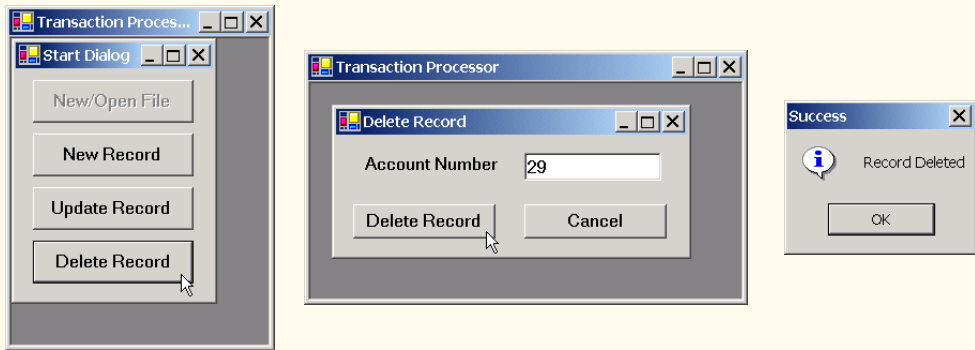 Transaction Proces...
Start Dialog
New/Open File
New Record
Update Record
Delete Record
Transaction Processor
Delete Record
Account Number 29
Delete Record Cancel
Success
Record Deleted
OK